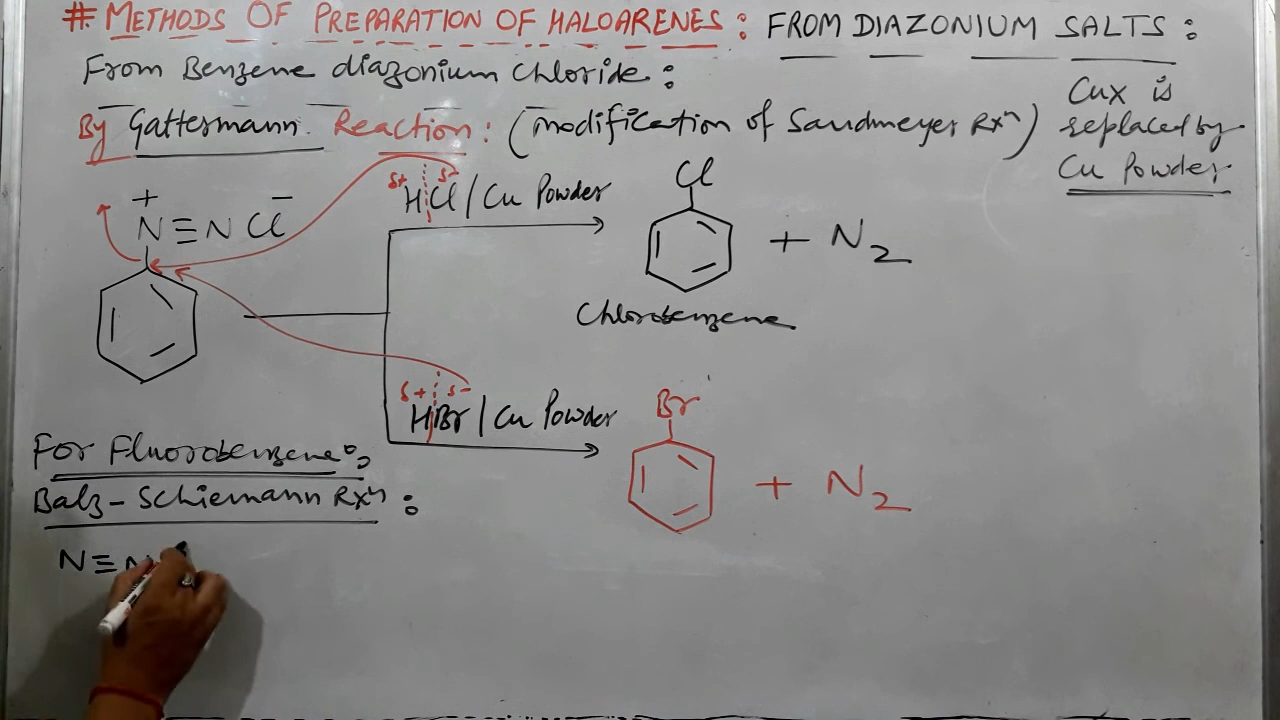 # METHODS OF PREPARATION OF HALOARENES : FROM DIAZONIUM SALTS :
From Benzene diazonium chloride :
By Gattermann Reaction : (modification of Sandmeyer Rxⁿ)
CuX is
replaced by
Cu Powder
+
N≡N Cl⁻
δ+ δ-
HCl / Cu Powder
Cl
+ N₂
Chlorobenzene
δ+ δ-
HBr / Cu Powder
Br
+ N₂
For Fluorobenzene :
Balz-Schiemann Rxⁿ :
N≡N